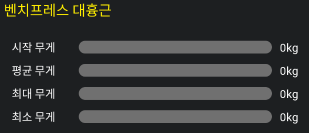 벤치프레스 대흉근
시작 무게 0kg
평균 무게 0kg
최대 무게 0kg
최소 무게 0kg